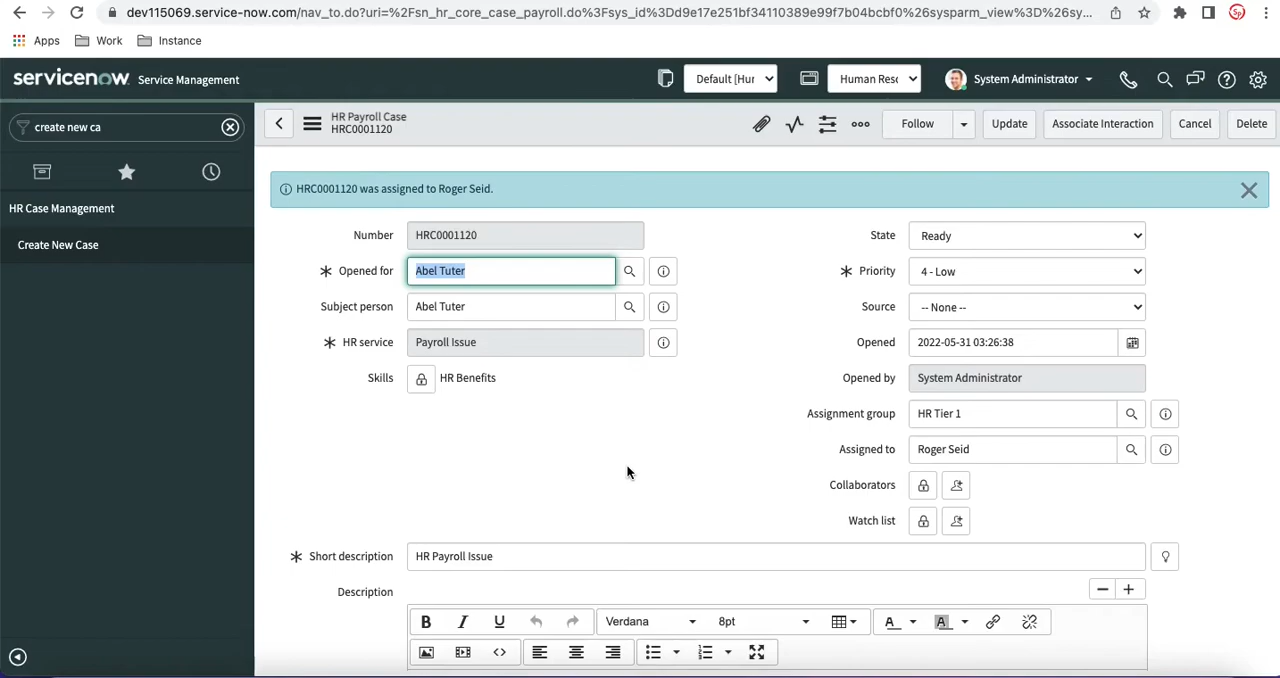 dev115069.service-now.com/nav_to.do?uri=%2Fsn_hr_core_case_payroll.do%3Fsys_id%3Dd9e17e251bf34110389e99f7b04bcbf0%26sysparm_view%3D%26sy...
Apps Work Instance
servicenow Service Management
Default [Hur
Human Resc
System Administrator
create new ca
HR Payroll Case
HRC0001120
Follow
Update
Associate Interaction
Cancel
Delete
HR Case Management
Create New Case
HRC0001120 was assigned to Roger Seid.
Number HRC0001120
State Ready
Opened for Abel Tuter
Priority 4 - Low
Subject person Abel Tuter
Source -- None --
HR service Payroll Issue
Opened 2022-05-31 03:26:38
Skills HR Benefits
Opened by System Administrator
Assignment group HR Tier 1
Assigned to Roger Seid
Collaborators
Watch list
Short description HR Payroll Issue
Description
B I U Verdana 8pt A A